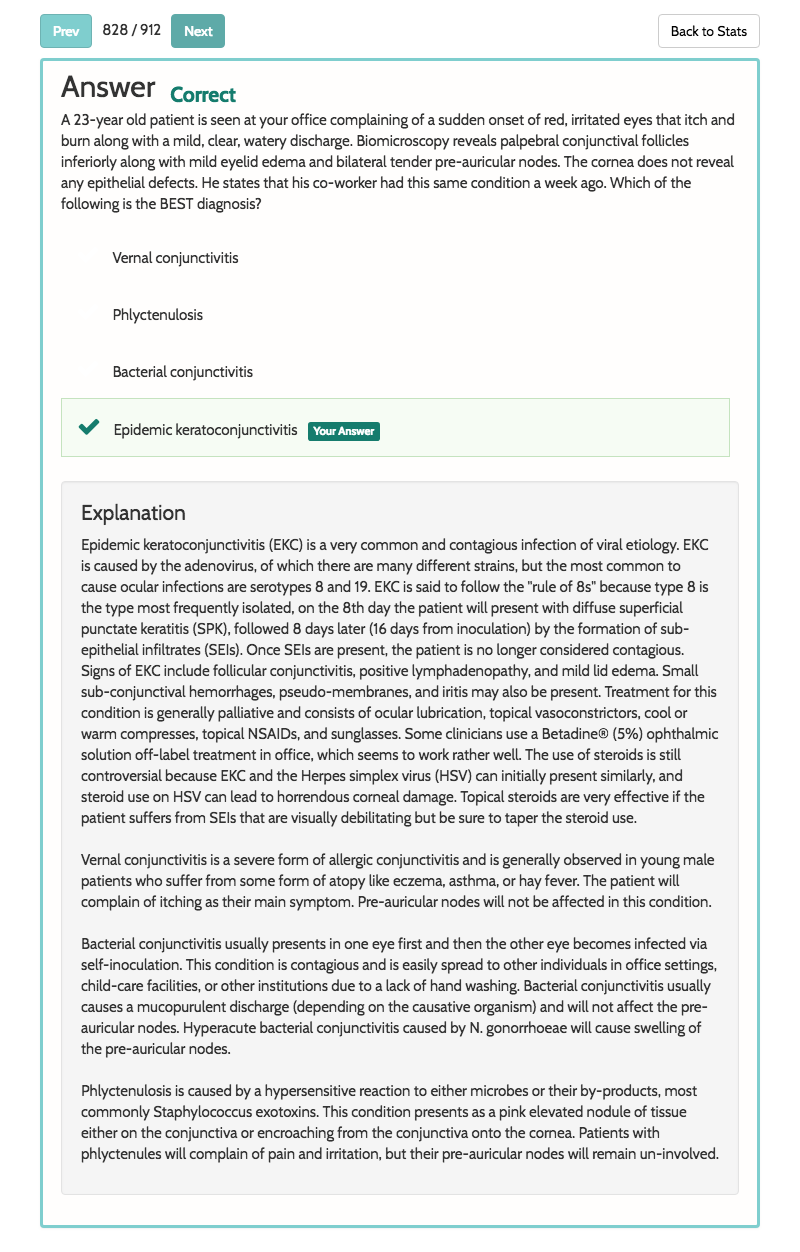 Prev 828 / 912 Next Back to Stats
Answer Correct
A 23-year old patient is seen at your office complaining of a sudden onset of red, irritated eyes that itch and
burn along with a mild, clear, watery discharge. Biomicroscopy reveals palpebral conjunctival follicles
inferiorly along with mild eyelid edema and bilateral tender pre-auricular nodes. The cornea does not reveal
any epithelial defects. He states that his co-worker had this same condition a week ago. Which of the
following is the BEST diagnosis?
Vernal conjunctivitis
Phlyctenulosis
Bacterial conjunctivitis
Epidemic keratoconjunctivitis Your Answer
Explanation
Epidemic keratoconjunctivitis (EKC) is a very common and contagious infection of viral etiology. EKC
is caused by the adenovirus, of which there are many different strains, but the most common to
cause ocular infections are serotypes 8 and 19. EKC is said to follow the "rule of 8s" because type 8 is
the type most frequently isolated, on the 8th day the patient will present with diffuse superficial
punctate keratitis (SPK), followed 8 days later (16 days from inoculation) by the formation of sub-
epithelial infiltrates (SEIs). Once SEIs are present, the patient is no longer considered contagious.
Signs of EKC include follicular conjunctivitis, positive lymphadenopathy, and mild lid edema. Small
sub-conjunctival hemorrhages, pseudo-membranes, and iritis may also be present. Treatment for this
condition is generally palliative and consists of ocular lubrication, topical vasoconstrictors, cool or
warm compresses, topical NSAIDs, and sunglasses. Some clinicians use a Betadine® (5%) ophthalmic
solution off-label treatment in office, which seems to work rather well. The use of steroids is still
controversial because EKC and the Herpes simplex virus (HSV) can initially present similarly, and
steroid use on HSV can lead to horrendous corneal damage. Topical steroids are very effective if the
patient suffers from SEIs that are visually debilitating but be sure to taper the steroid use.
Vernal conjunctivitis is a severe form of allergic conjunctivitis and is generally observed in young male
patients who suffer from some form of atopy like eczema, asthma, or hay fever. The patient will
complain of itching as their main symptom. Pre-auricular nodes will not be affected in this condition.
Bacterial conjunctivitis usually presents in one eye first and then the other eye becomes infected via
self-inoculation. This condition is contagious and is easily spread to other individuals in office settings,
child-care facilities, or other institutions due to a lack of hand washing. Bacterial conjunctivitis usually
causes a mucopurulent discharge (depending on the causative organism) and will not affect the pre-
auricular nodes. Hyperacute bacterial conjunctivitis caused by N. gonorrhoeae will cause swelling of
the pre-auricular nodes.
Phlyctenulosis is caused by a hypersensitive reaction to either microbes or their by-products, most
commonly Staphylococcus exotoxins. This condition presents as a pink elevated nodule of tissue
either on the conjunctiva or encroaching from the conjunctiva onto the cornea. Patients with
phlyctenules will complain of pain and irritation, but their pre-auricular nodes will remain un-involved.